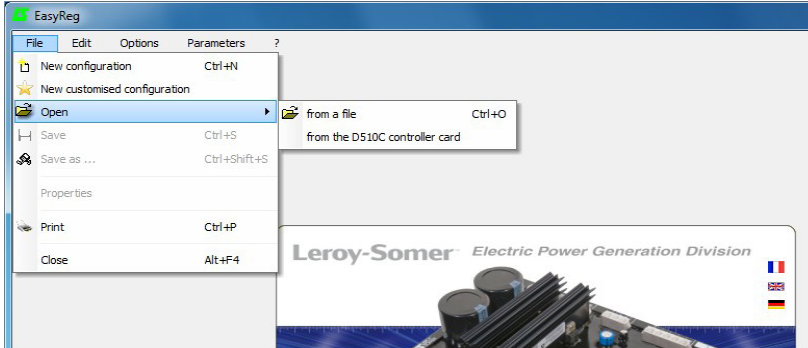 EasyReg
File Edit Options Parameters ?
New configuration Ctrl+N
New customised configuration
Open
from a file Ctrl+O
from the D510C controller card
Save Ctrl+S
Save as ... Ctrl+Shift+S
Properties
Print Ctrl+P
Close Alt+F4
Leroy-Somer Electric Power Generation Division